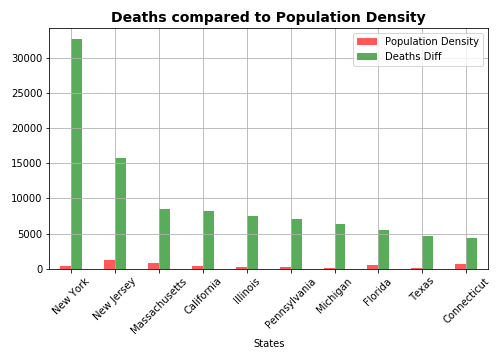 Deaths compared to Population Density
Population Density
Deaths Diff
30000
25000
20000
15000
10000
5000
0
New York
New Jersey
Massachusetts
California
Illinois
Pennsylvania
Michigan
Florida
Texas
Connecticut
States